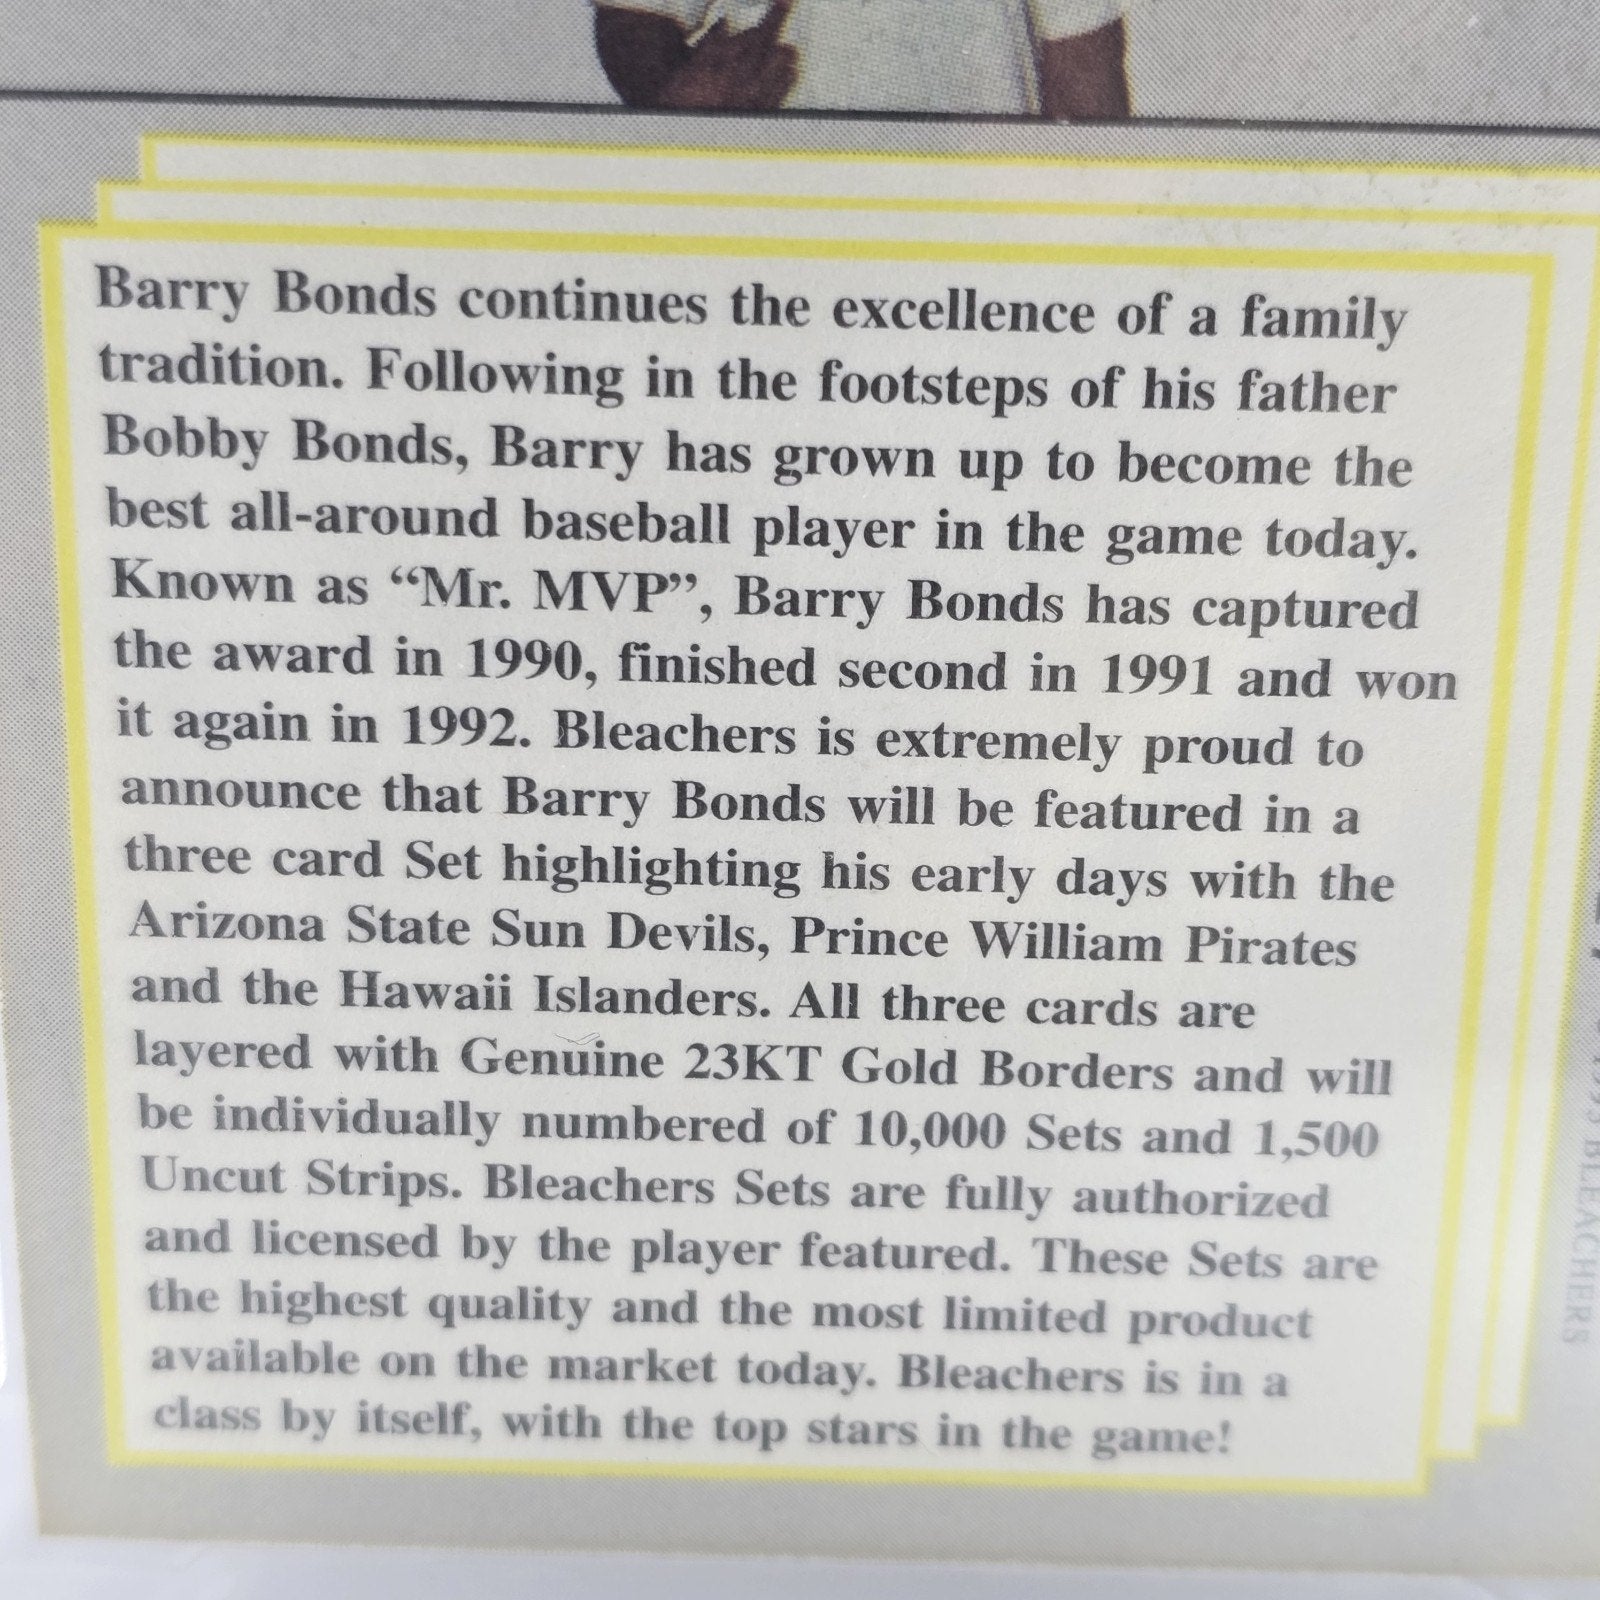 Barry Bonds continues the excellence of a family
tradition. Following in the footsteps of his father
Bobby Bonds, Barry has grown up to become the
best all-around baseball player in the game today.
Known as “Mr. MVP”, Barry Bonds has captured
the award in 1990, finished second in 1991 and won
it again in 1992. Bleachers is extremely proud to
announce that Barry Bonds will be featured in a
three card Set highlighting his early days with the
Arizona State Sun Devils, Prince William Pirates
and the Hawaii Islanders. All three cards are
layered with Genuine 23KT Gold Borders and will
be individually numbered of 10,000 Sets and 1,500
Uncut Strips. Bleachers Sets are fully authorized
and licensed by the player featured. These Sets are
the highest quality and the most limited product
available on the market today. Bleachers is in a
class by itself, with the top stars in the game!
BLEACHERS